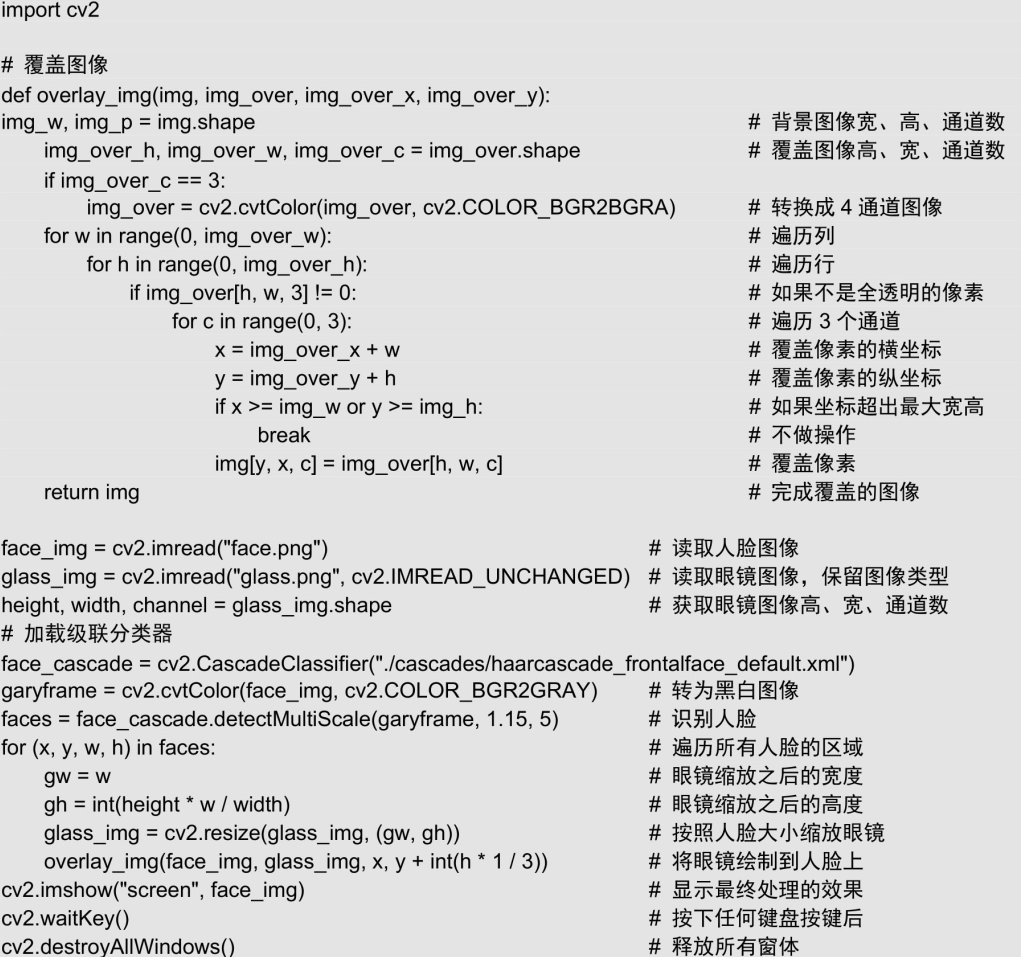 import cv2
# 覆盖图像
def overlay_img(img, img_over, img_over_x, img_over_y):
img_w, img_p = img.shape # 背景图像宽、高、通道数
    img_over_h, img_over_w, img_over_c = img_over.shape # 覆盖图像高、宽、通道数
    if img_over_c == 3:
        img_over = cv2.cvtColor(img_over, cv2.COLOR_BGR2BGRA) # 转换成 4 通道图像
    for w in range(0, img_over_w): # 遍历列
        for h in range(0, img_over_h): # 遍历行
            if img_over[h, w, 3] != 0: # 如果不是全透明的像素
                for c in range(0, 3): # 遍历 3 个通道
                    x = img_over_x + w # 覆盖像素的横坐标
                    y = img_over_y + h # 覆盖像素的纵坐标
                    if x >= img_w or y >= img_h: # 如果坐标超出最大宽高
                        break # 不做操作
                    img[y, x, c] = img_over[h, w, c] # 覆盖像素
    return img # 完成覆盖的图像
face_img = cv2.imread("face.png") # 读取人脸图像
glass_img = cv2.imread("glass.png", cv2.IMREAD_UNCHANGED) # 读取眼镜图像，保留图像类型
height, width, channel = glass_img.shape # 获取眼镜图像高、宽、通道数
# 加载级联分类器
face_cascade = cv2.CascadeClassifier("./cascades/haarcascade_frontalface_default.xml")
garyframe = cv2.cvtColor(face_img, cv2.COLOR_BGR2GRAY) # 转为黑白图像
faces = face_cascade.detectMultiScale(garyframe, 1.15, 5) # 识别人脸
for (x, y, w, h) in faces: # 遍历所有人脸的区域
    gw = w # 眼镜缩放之后的宽度
    gh = int(height * w / width) # 眼镜缩放之后的高度
    glass_img = cv2.resize(glass_img, (gw, gh)) # 按照人脸大小缩放眼镜
    overlay_img(face_img, glass_img, x, y + int(h * 1 / 3)) # 将眼镜绘制到人脸上
cv2.imshow("screen", face_img) # 显示最终处理的效果
cv2.waitKey() # 按下任何键盘按键后
cv2.destroyAllWindows() # 释放所有窗体